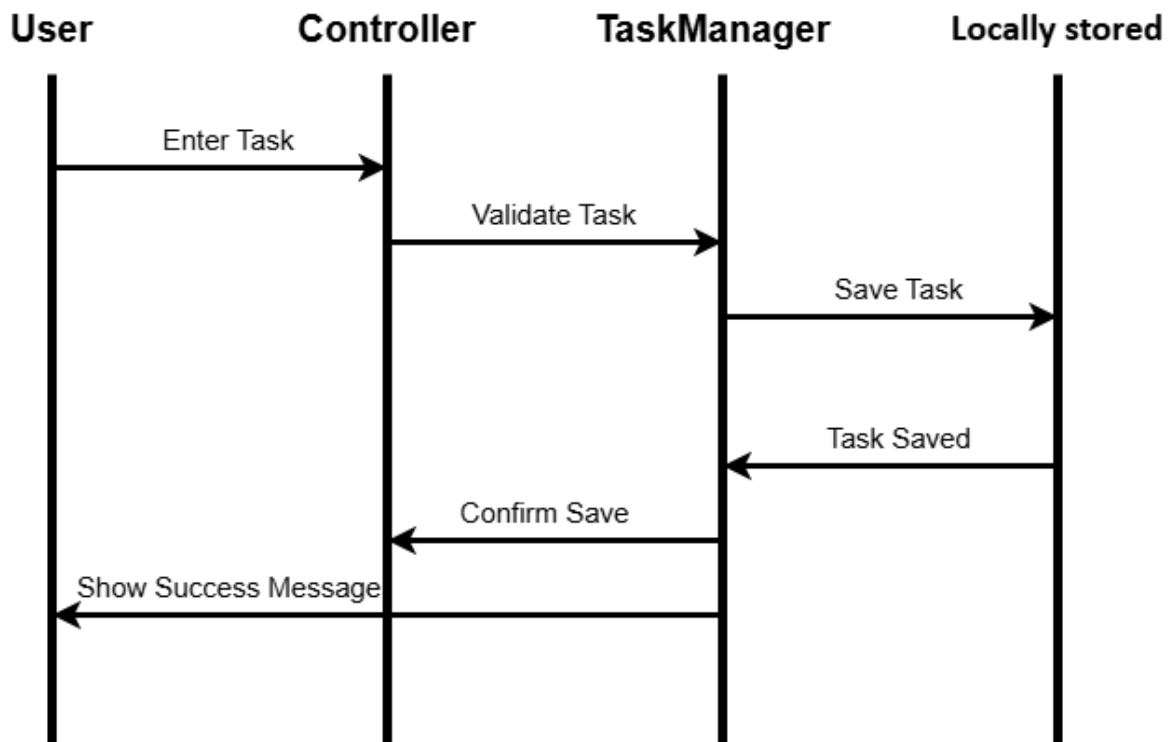 User
Controller
TaskManager
Locally stored
Enter Task
Validate Task
Save Task
Task Saved
Confirm Save
Show Success Message